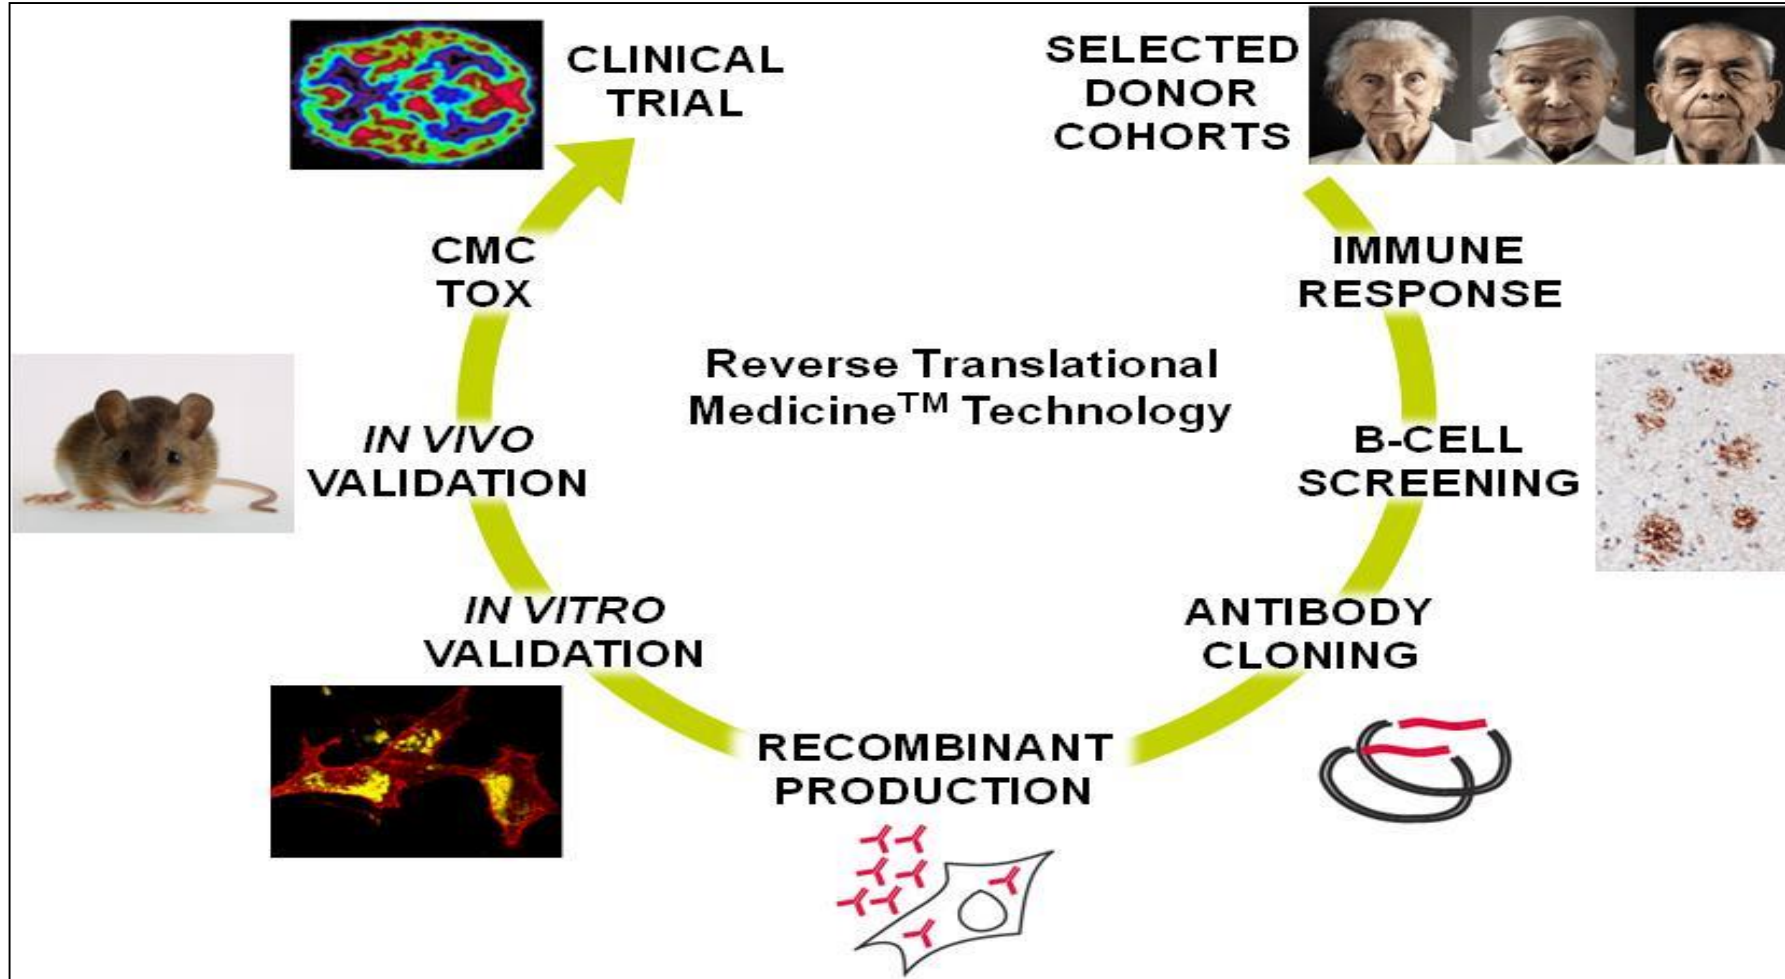 CLINICAL
TRIAL
SELECTED
DONOR
COHORTS
IMMUNE
RESPONSE
B-CELL
SCREENING
ANTIBODY
CLONING
RECOMBINANT
PRODUCTION
IN VITRO
VALIDATION
IN VIVO
VALIDATION
CMC
TOX
Reverse Translational
Medicine™ Technology